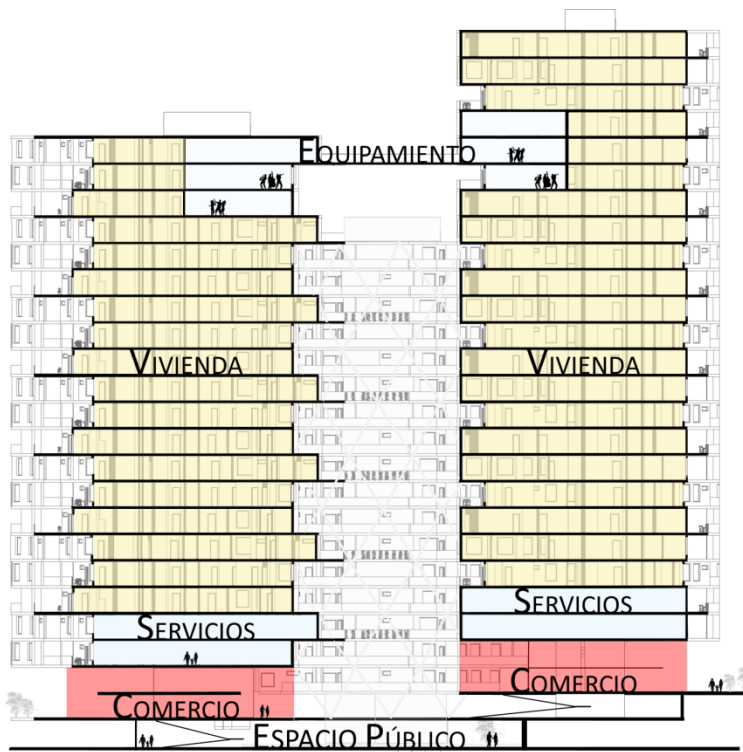 EQUIPAMIENTO
VIVIENDA
VIVIENDA
SERVICIOS
SERVICIOS
COMERCIO
COMERCIO
ESPACIO PÚBLICO